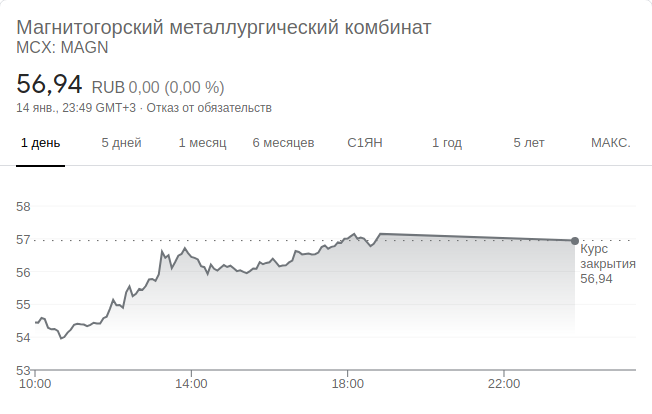 Магнитогорский металлургический комбинат
MCX: MAGN
56,94 RUB 0,00 (0,00 %)
14 янв., 23:49 GMT+3 · Отказ от обязательств
1 день 5 дней 1 месяц 6 месяцев С1ЯН 1 год 5 лет МАКС.
58
57
Курс
закрытия
56,94
56
55
54
53
10:00 14:00 18:00 22:00